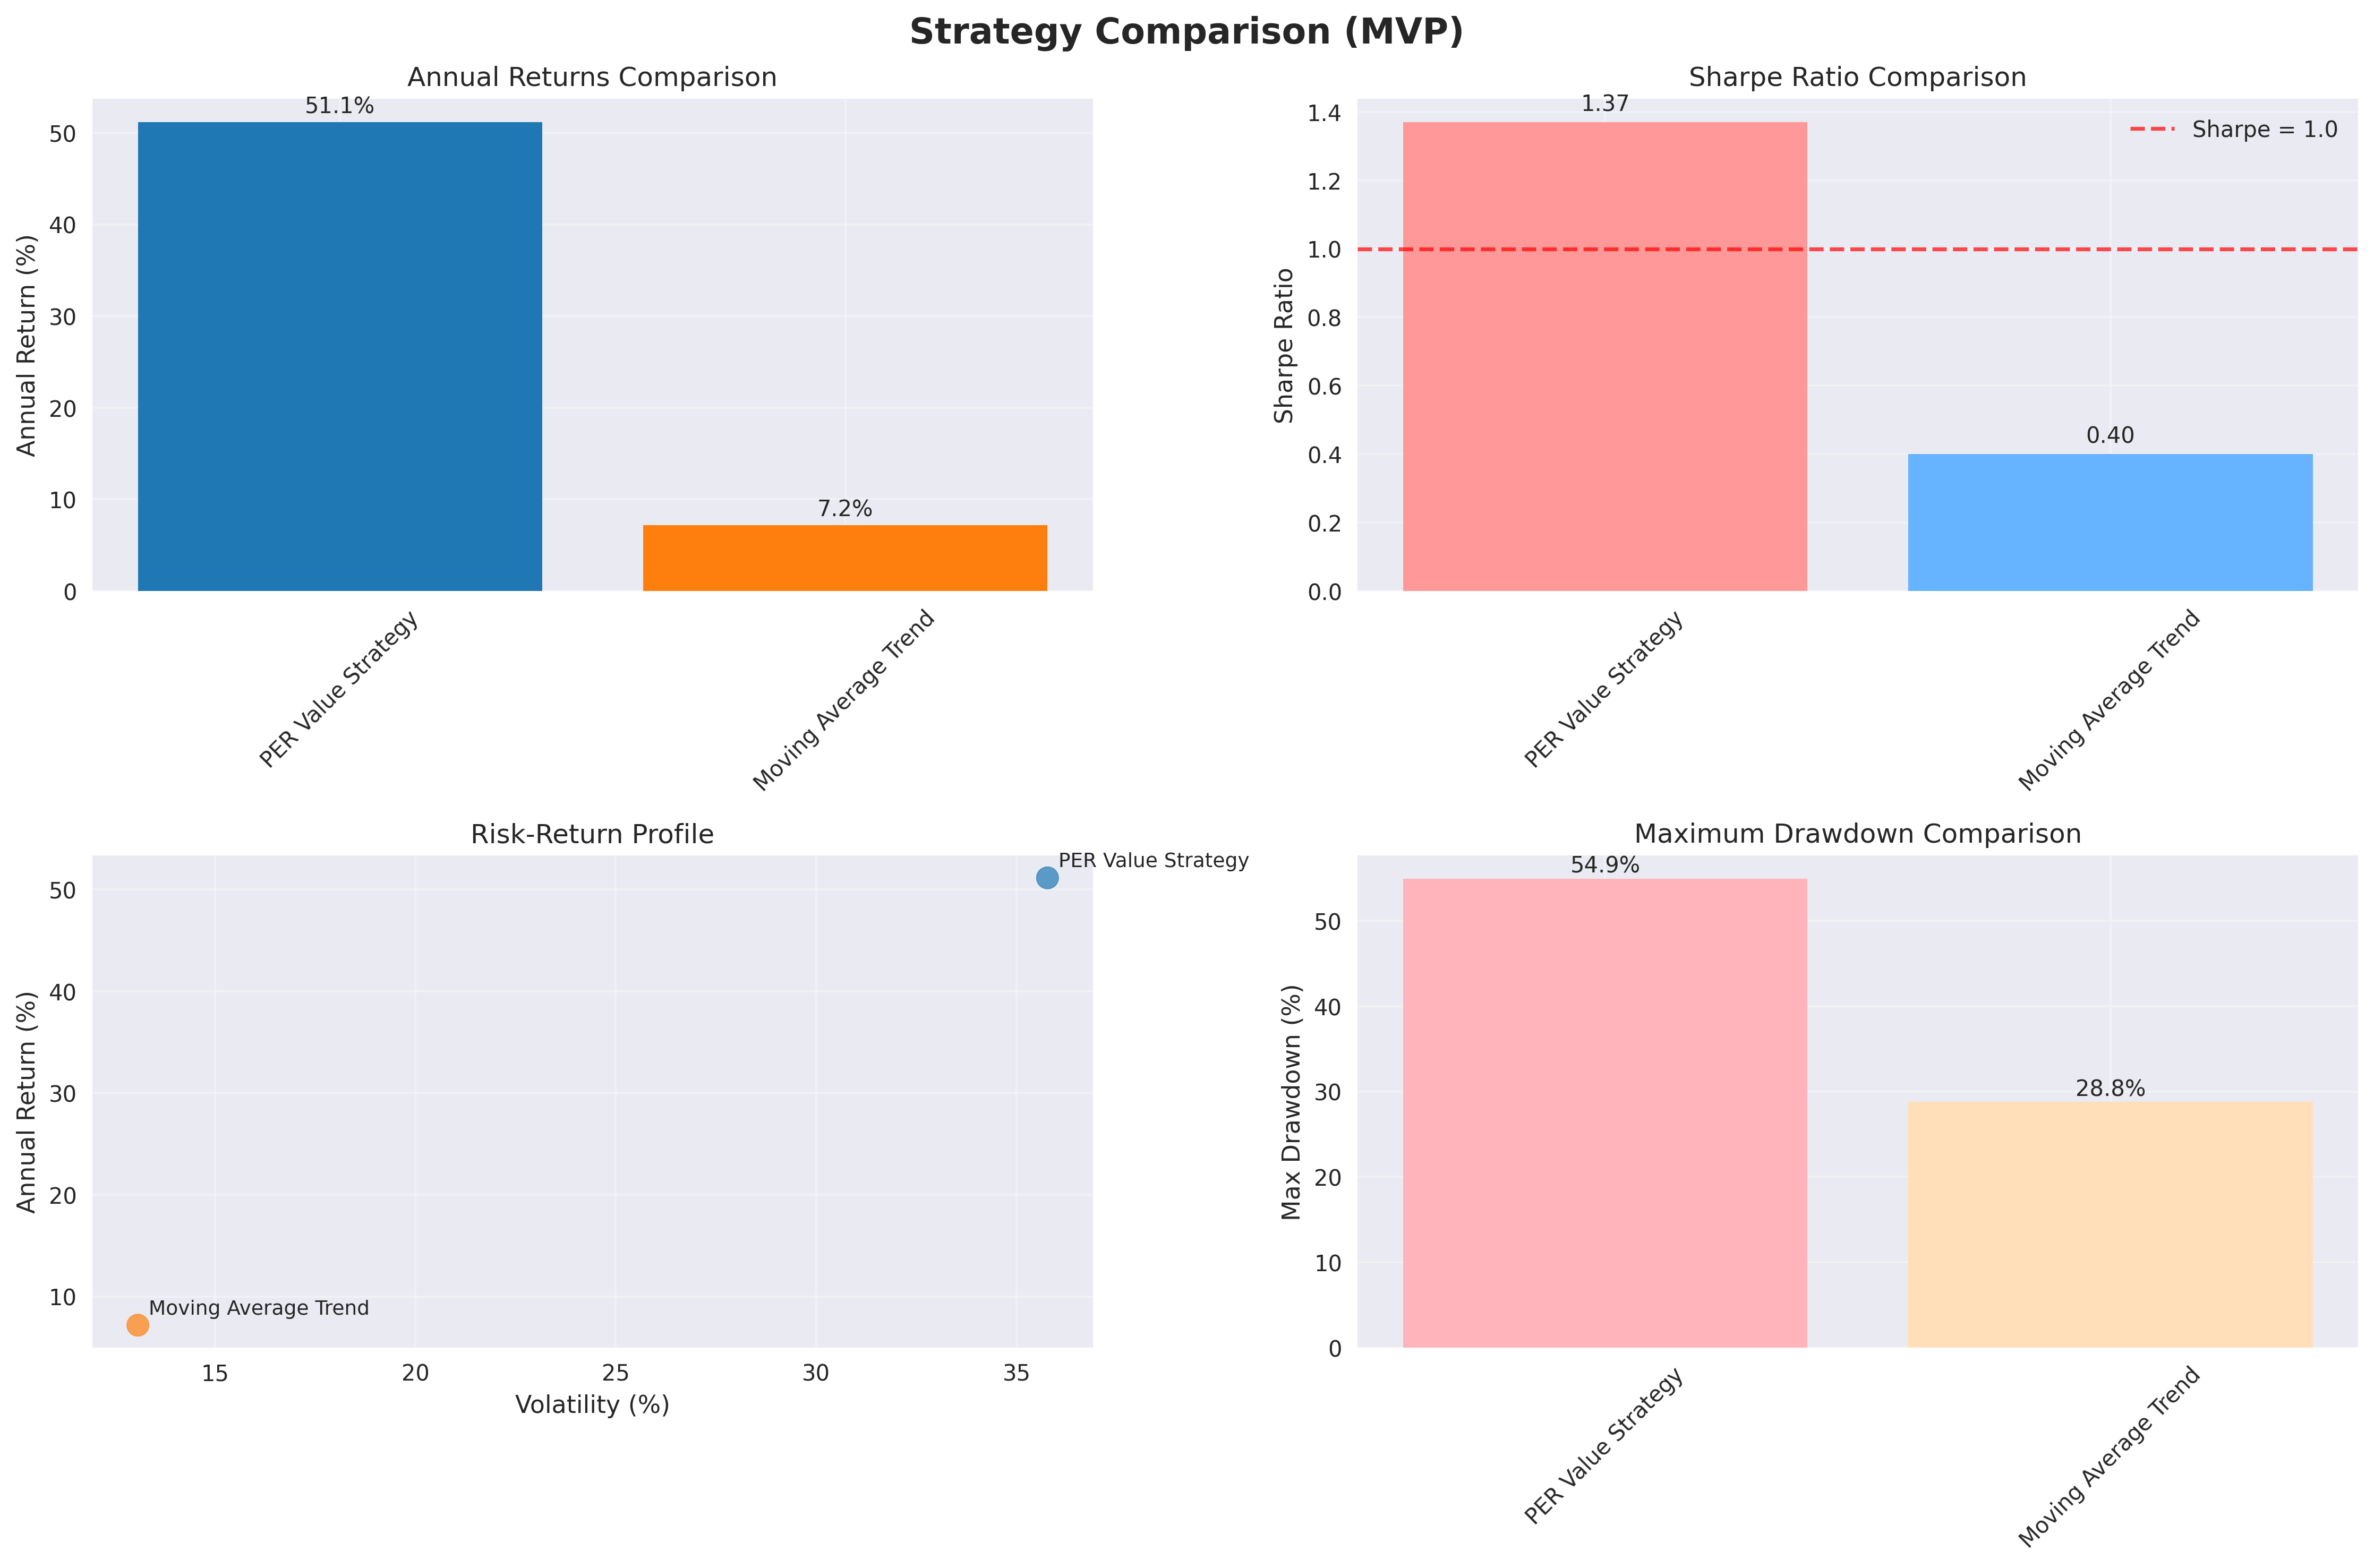 Strategy Comparison (MVP)
Annual Returns Comparison
51.1%
7.2%
Annual Return (%)
50
40
30
20
10
0
PER Value Strategy
Moving Average Trend
Sharpe Ratio Comparison
1.37
0.40
Sharpe = 1.0
Sharpe Ratio
1.4
1.2
1.0
0.8
0.6
0.4
0.2
0.0
PER Value Strategy
Moving Average Trend
Risk-Return Profile
PER Value Strategy
Moving Average Trend
Annual Return (%)
50
40
30
20
10
15
20
25
30
35
Volatility (%)
Maximum Drawdown Comparison
54.9%
28.8%
Max Drawdown (%)
50
40
30
20
10
0
PER Value Strategy
Moving Average Trend